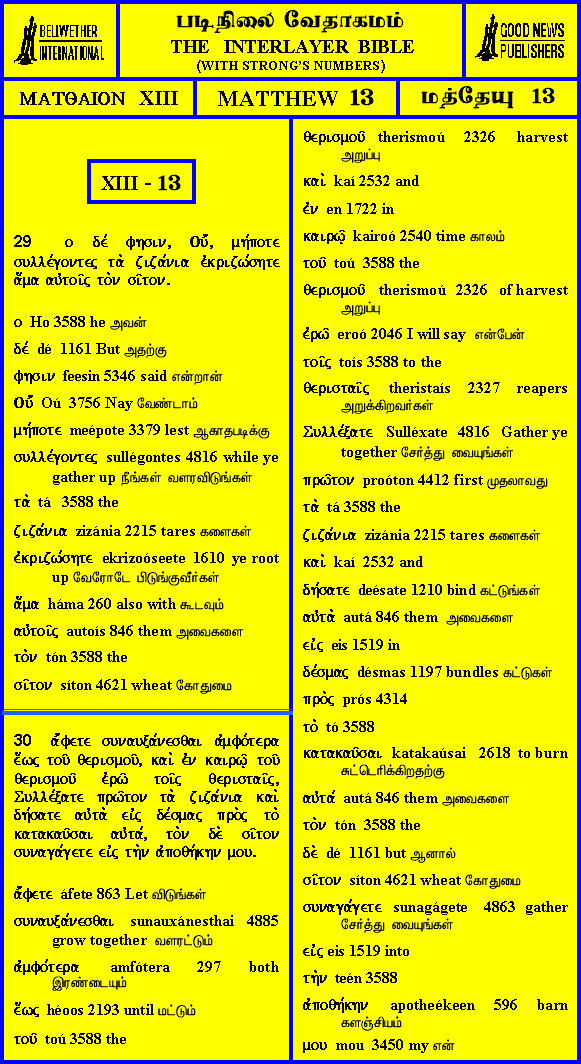 BELLWETHER
INTERNATIONAL
படிநிலை வேதாகமம்
THE INTERLAYER BIBLE
(WITH STRONG'S NUMBERS)
GOOD NEWS
PUBLISHERS
ΜΑΤΘΑΙΟΝ XIII
MATTHEW 13
மத்தேயு 13
XIII - 13
29 ο δέ φησιν, Οὔ, μήποτε
συλλέγοντες τὰ ζιζάνια ἐκριζώσητε
ἅμα αὐτοῖς τὸν σῖτον.
ο Ho 3588 he அவன்
δέ dé 1161 But அதற்கு
φησιν feesin 5346 said என்றான்
Οὔ Oú 3756 Nay வேண்டாம்
μήποτε meépote 3379 lest ஆகாதபடிக்கு
συλλέγοντες sullégontes 4816 while ye
gather up நீங்கள் வளரவிடுங்கள்
τὰ tá 3588 the
ζιζάνια zizánia 2215 tares களைகள்
ἐκριζώσητε ekrizoóseete 1610 ye root
up வேரோடே பிடுங்குவீர்கள்
ἅμα háma 260 also with கூடவும்
αὐτοῖς autoís 846 them அவைகளை
τὸν tón 3588 the
σῖτον síton 4621 wheat கோதுமை
30 ἄφετε συναυξάνεσθαι ἀμφότερα
ἕως τοῦ θερισμοῦ, καὶ ἐν καιρῷ τοῦ
θερισμοῦ ἐρῶ τοῖς θερισταῖς,
Συλλέξατε πρῶτον τὰ ζιζάνια καὶ
δήσατε αὐτὰ εἰς δέσμας πρὸς τὸ
κατακαῦσαι αὐτά, τὸν δὲ σῖτον
συναγάγετε εἰς τὴν ἀποθήκην μου.
ἄφετε áfete 863 Let விடுங்கள்
συναυξάνεσθαι sunauxánesthai 4885
grow together வளரட்டும்
ἀμφότερα amfótera 297 both
இரண்டையும்
ἕως héoos 2193 until மட்டும்
τοῦ toú 3588 the
θερισμοῦ therismoú 2326 harvest
அறுப்பு
καὶ kaí 2532 and
ἐν en 1722 in
καιρῷ kairoó 2540 time காலம்
τοῦ toú 3588 the
θερισμοῦ therismoú 2326 of harvest
அறுப்பு
ἐρῶ eroó 2046 I will say என்பேன்
τοῖς toís 3588 to the
θερισταῖς theristaís 2327 reapers
அறுக்கிறவர்கள்
Συλλέξατε Sulléxate 4816 Gather ye
together சேர்த்து வையுங்கள்
πρῶτον proóton 4412 first முதலாவது
τὰ tá 3588 the
ζιζάνια zizánia 2215 tares களைகள்
καὶ kaí 2532 and
δήσατε deésate 1210 bind கட்டுங்கள்
αὐτὰ autá 846 them அவைகளை
εἰς eis 1519 in
δέσμας désmas 1197 bundles கட்டுகள்
πρὸς prós 4314
τὸ tó 3588
κατακαῦσαι katakaúsai 2618 to burn
சுட்டெரிக்கிறதற்கு
αὐτά autá 846 them அவைகளை
τὸν tón 3588 the
δὲ dé 1161 but ஆனால்
σῖτον síton 4621 wheat கோதுமை
συναγάγετε sunagágete 4863 gather
சேர்த்து வையுங்கள்
εἰς eis 1519 into
τὴν teén 3588
ἀποθήκην apotheékeen 596 barn
களஞ்சியம்
μου mou 3450 my என்